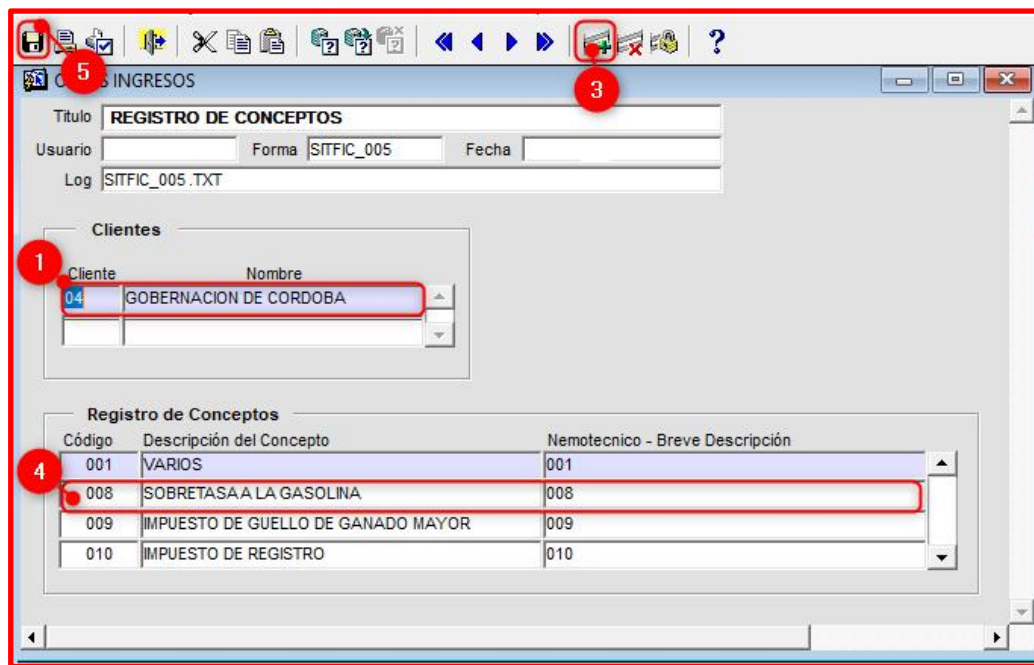 5
3
S INGRESOS
Titulo REGISTRO DE CONCEPTOS
Usuario Forma SITFIC_005 Fecha
Log SITFIC_005.TXT
Clientes
1
Cliente Nombre
04 GOBERNACION DE CORDOBA
Registro de Conceptos
Código Descripción del Concepto Nemotecnico - Breve Descripción
001 VARIOS 001
4
008 SOBRETASA A LA GASOLINA 008
009 IMPUESTO DE GUELLO DE GANADO MAYOR 009
010 IMPUESTO DE REGISTRO 010